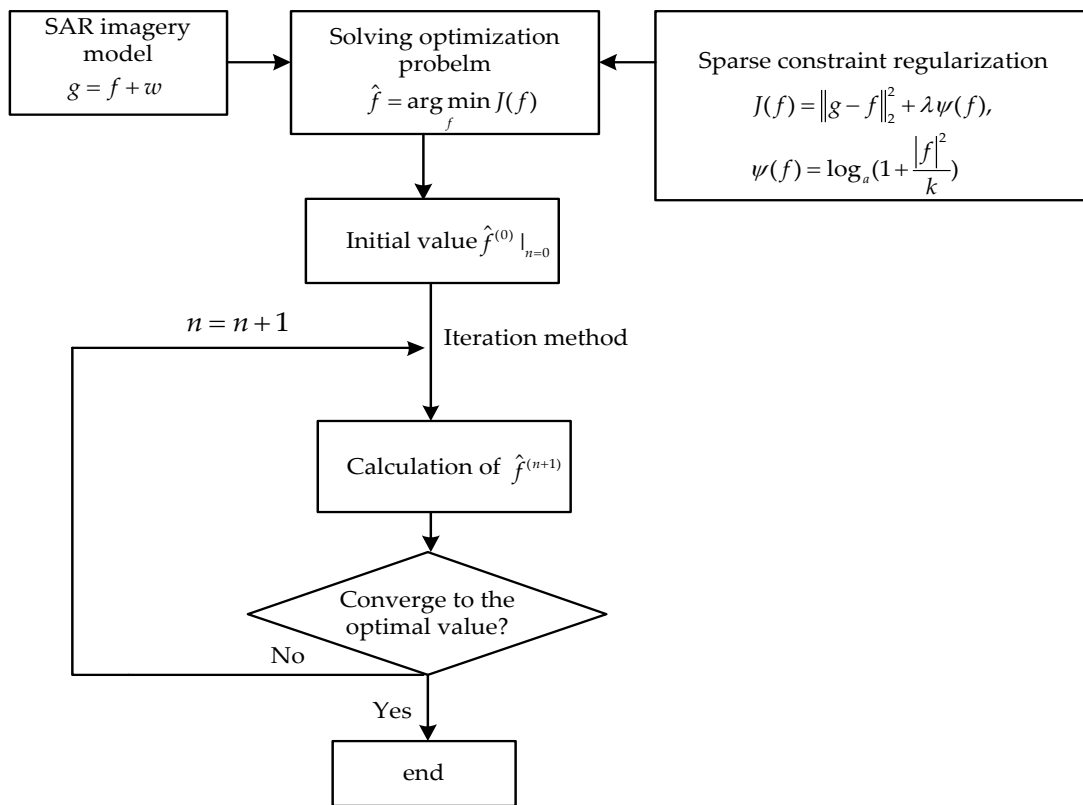 SAR imagery
model
g = f + w
Solving optimization
probelm
f̂ = arg min J(f)
f
Sparse constraint regularization
J(f) = ‖g − f‖₂² + λψ(f),
ψ(f) = logₐ(1 + |f|²/k)
Initial value f̂⁽⁰⁾ |ₙ₌₀
n = n + 1
Iteration method
Calculation of f̂⁽ⁿ⁺¹⁾
Converge to the
optimal value?
No
Yes
end